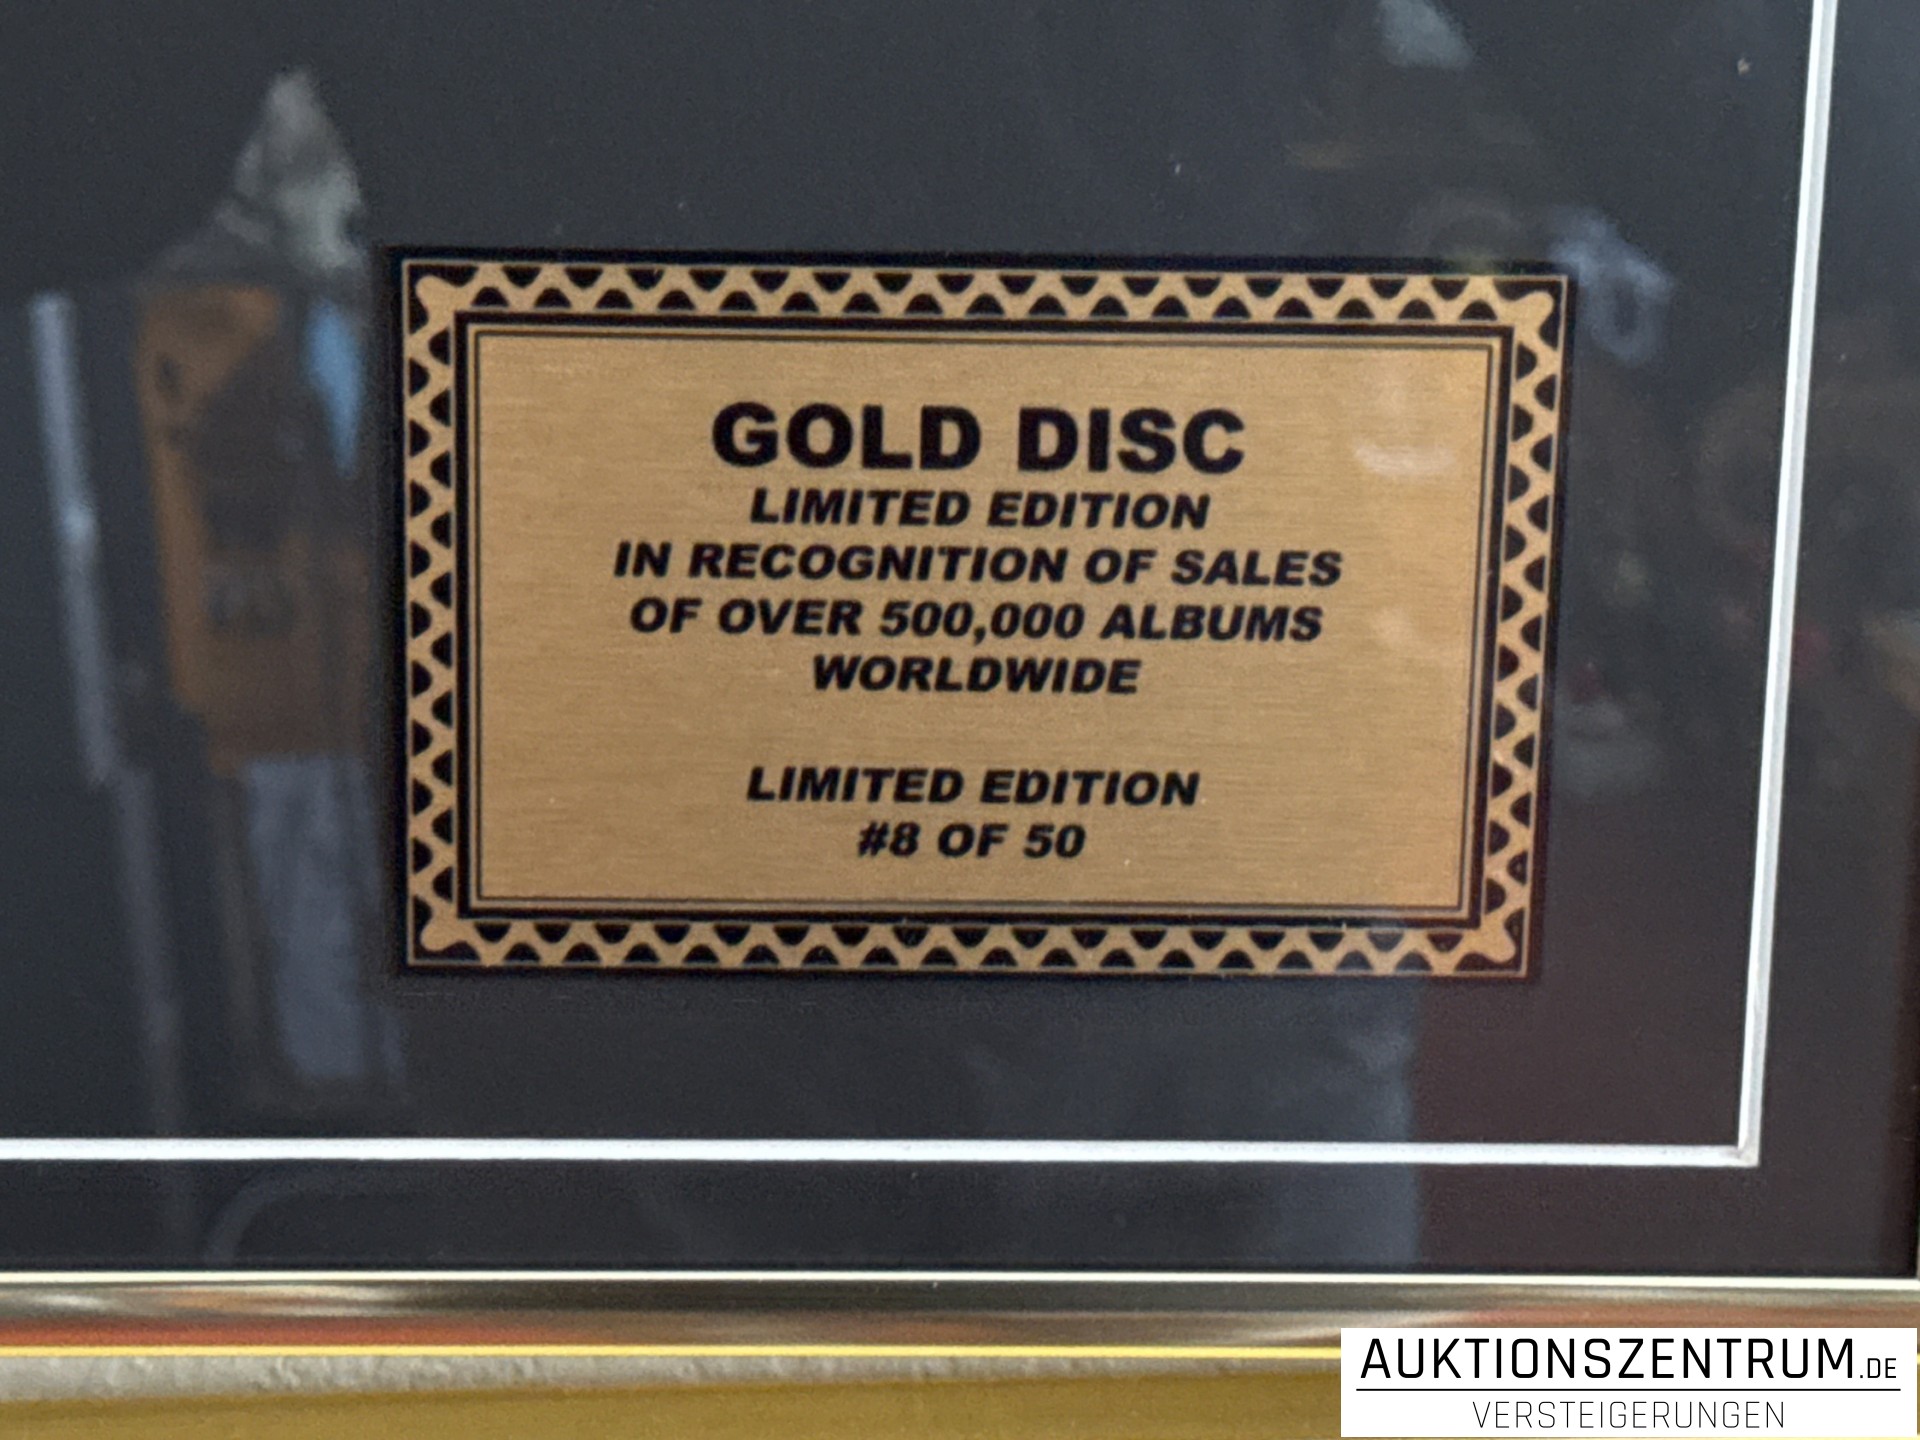 GOLD DISC
LIMITED EDITION
IN RECOGNITION OF SALES
OF OVER 500,000 ALBUMS
WORLDWIDE
LIMITED EDITION
#8 OF 50
AUKTIONSZENTRUM.DE
VERSTEIGERUNGEN